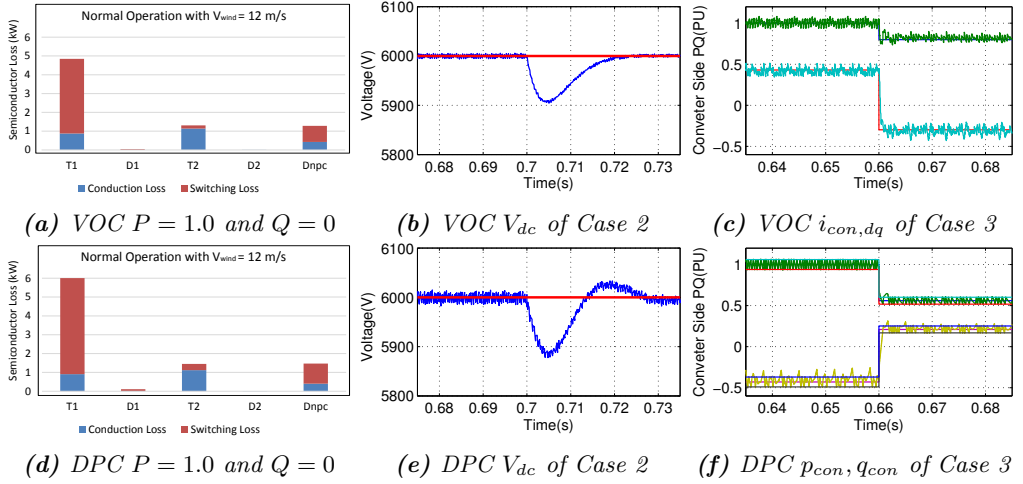 Normal Operation with Vwind = 12 m/s
Semiconductor Loss (kW)
6
5
4
3
2
1
0
T1 D1 T2 D2 Dnpc
Conduction Loss Switching Loss
(a) VOC P = 1.0 and Q = 0
6100
6000
5900
5800
Voltage(V)
0.68 0.69 0.7 0.71 0.72 0.73
Time(s)
(b) VOC Vdc of Case 2
Conveter Side PQ(PU)
1
0.5
0
−0.5
0.64 0.65 0.66 0.67 0.68
Time(s)
(c) VOC icon,dq of Case 3
Normal Operation with Vwind = 12 m/s
Semiconductor Loss (kW)
6
5
4
3
2
1
0
T1 D1 T2 D2 Dnpc
Conduction Loss Switching Loss
(d) DPC P = 1.0 and Q = 0
6100
6000
5900
5800
Voltage(V)
0.68 0.69 0.7 0.71 0.72 0.73
Time(s)
(e) DPC Vdc of Case 2
Conveter Side PQ(PU)
1
0.5
0
−0.5
0.64 0.65 0.66 0.67 0.68
Time(s)
(f) DPC pcon, qcon of Case 3